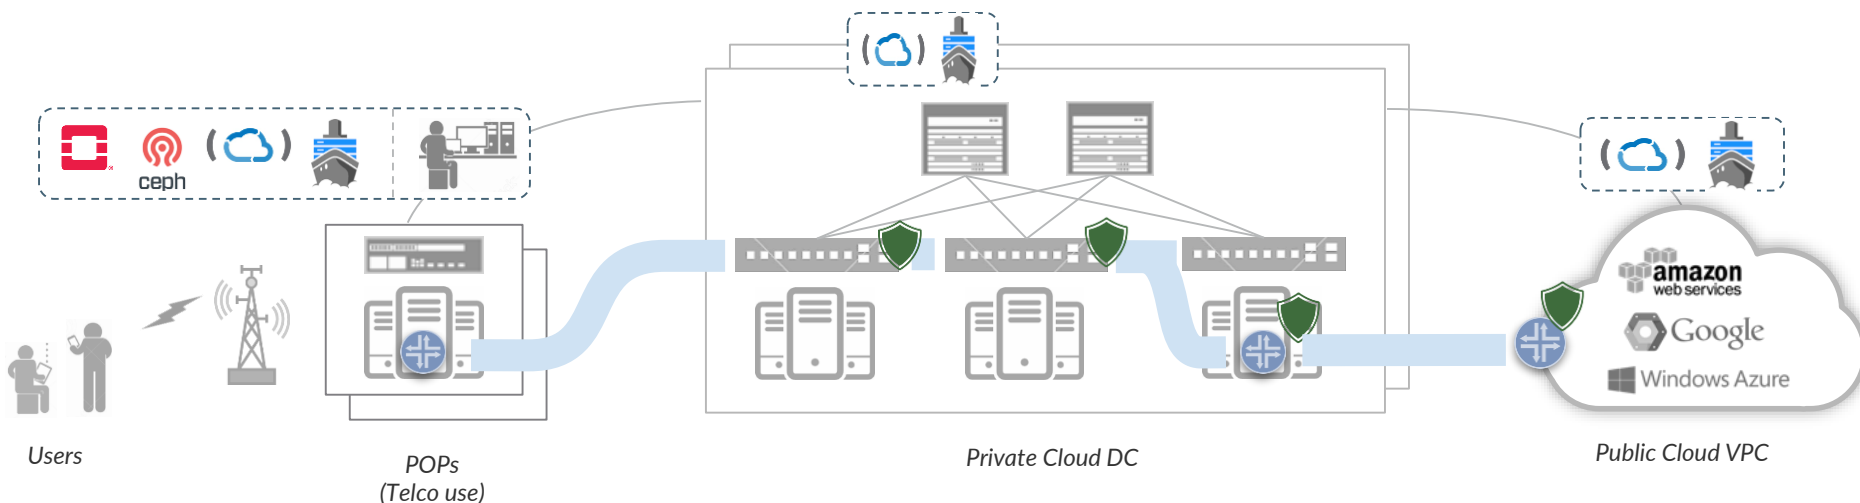 ceph
amazon
web services
Google
Windows Azure
Users
POPs
(Telco use)
Private Cloud DC
Public Cloud VPC